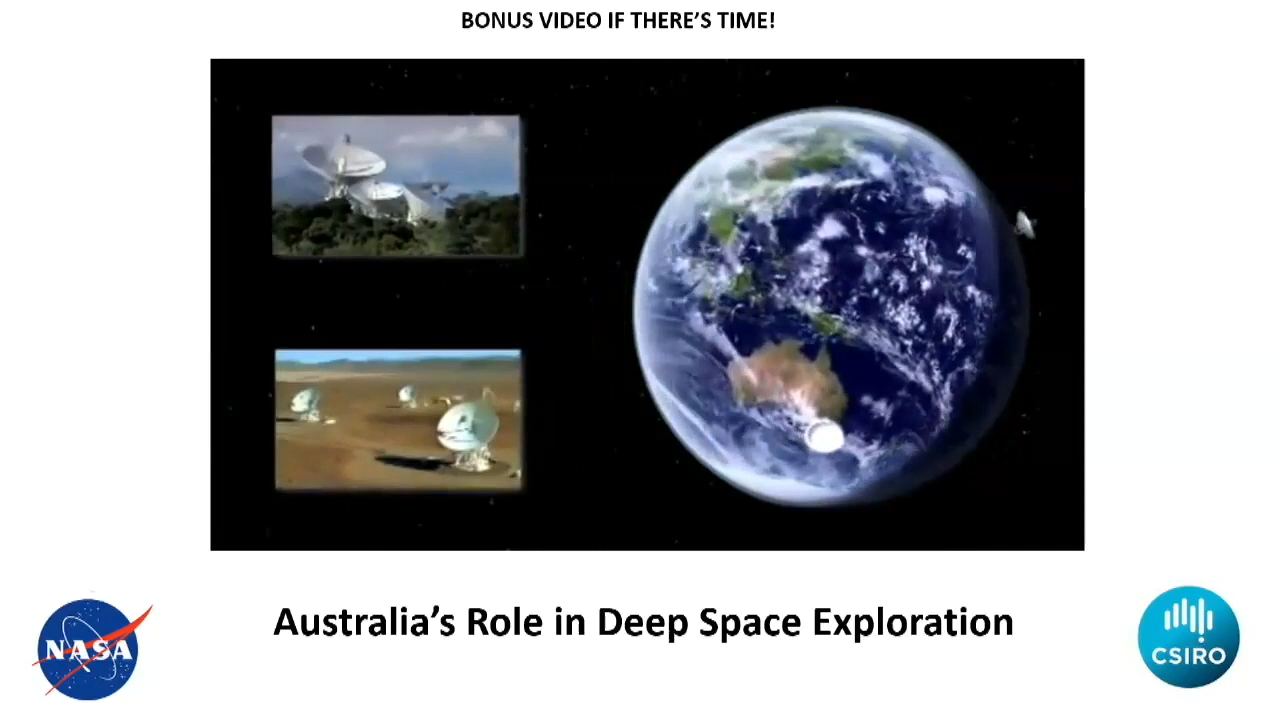 BONUS VIDEO IF THERE'S TIME!
Australia's Role in Deep Space Exploration
NASA
CSIRO